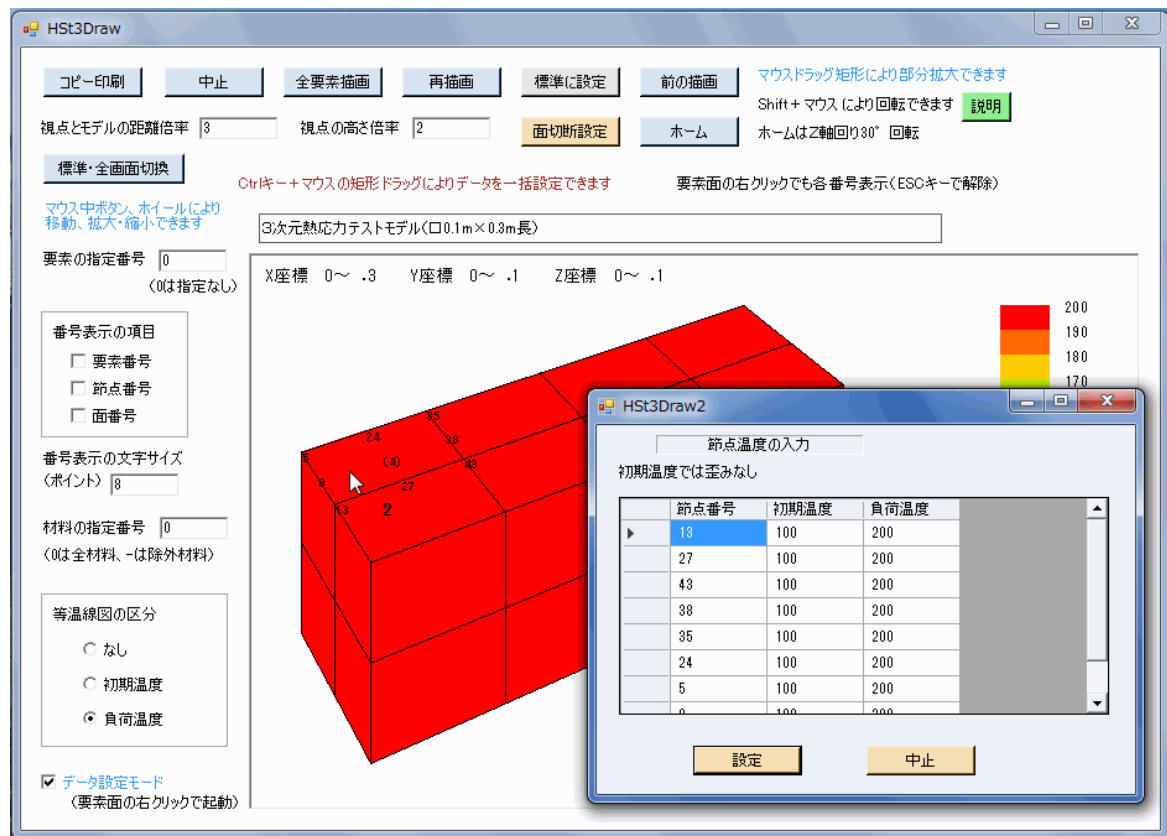 HSt3Draw
コピー印刷 中止 全要素描画 再描画 標準に設定 前の描画 マウスドラッグ矩形により部分拡大できます
Shift+マウス により回転できます 説明
視点とモデルの距離倍率 3 視点の高さ倍率 2 面切断設定 ホーム ホームはZ軸回り30° 回転
標準・全画面切換
Ctrlキー+マウスの矩形ドラッグによりデータを一括設定できます 要素面の右クリックでも各番号表示(ESCキーで解除)
マウス中ボタン、ホイールにより
移動、拡大・縮小できます
3次元熱応力テストモデル(口0.1m×0.3m長)
要素の指定番号 0
(0は指定なし)
X座標 0~ .3 Y座標 0~ .1 Z座標 0~ .1
番号表示の項目
要素番号
節点番号
面番号
番号表示の文字サイズ
(ポイント) 8
材料の指定番号 0
(0は全材料、-は除外材料)
等温線図の区分
なし
初期温度
負荷温度
データ設定モード
(要素面の右クリックで起動)
35
24
38
5
(4)
43
8
27
13
2
200
190
180
170
HSt3Draw2
節点温度の入力
初期温度では歪みなし
節点番号 初期温度 負荷温度
13 100 200
27 100 200
43 100 200
38 100 200
35 100 200
24 100 200
5 100 200
設定 中止